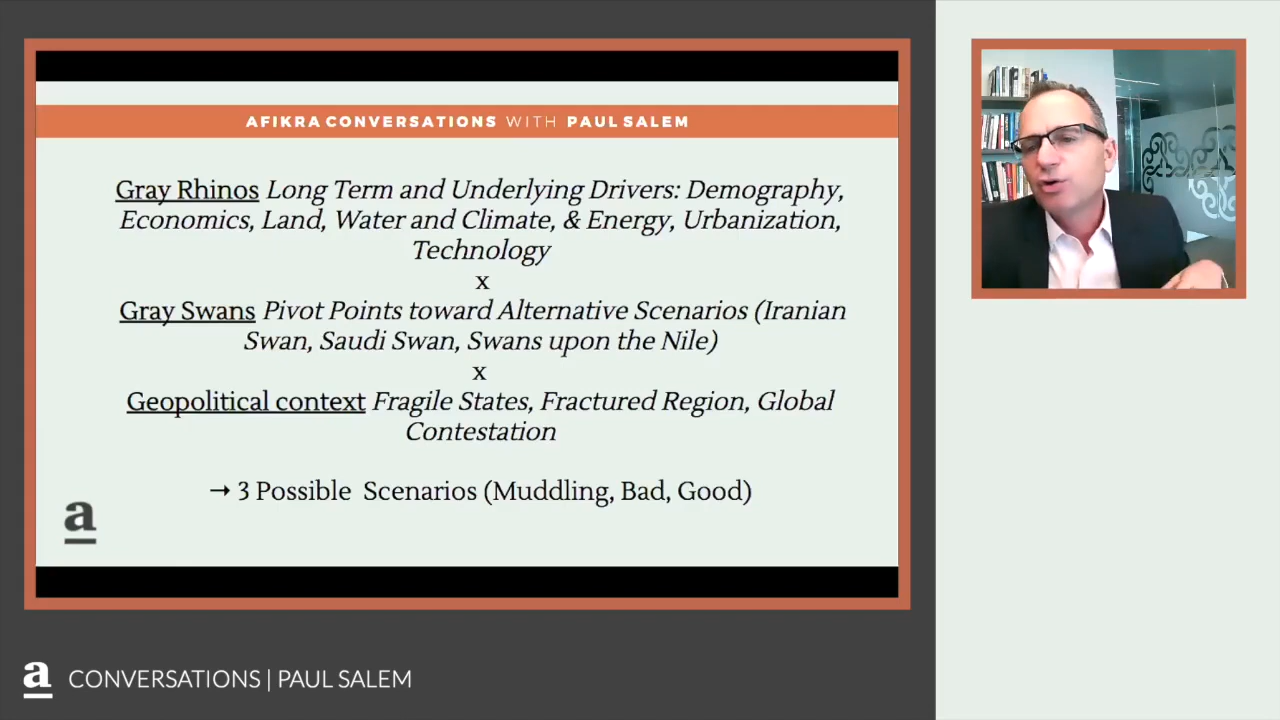 AFIKRA CONVERSATIONS WITH PAUL SALEM
Gray Rhinos Long Term and Underlying Drivers: Demography,
Economics, Land, Water and Climate, & Energy, Urbanization,
Technology
x
Gray Swans Pivot Points toward Alternative Scenarios (Iranian
Swan, Saudi Swan, Swans upon the Nile)
x
Geopolitical context Fragile States, Fractured Region, Global
Contestation
→ 3 Possible Scenarios (Muddling, Bad, Good)
a
a CONVERSATIONS | PAUL SALEM